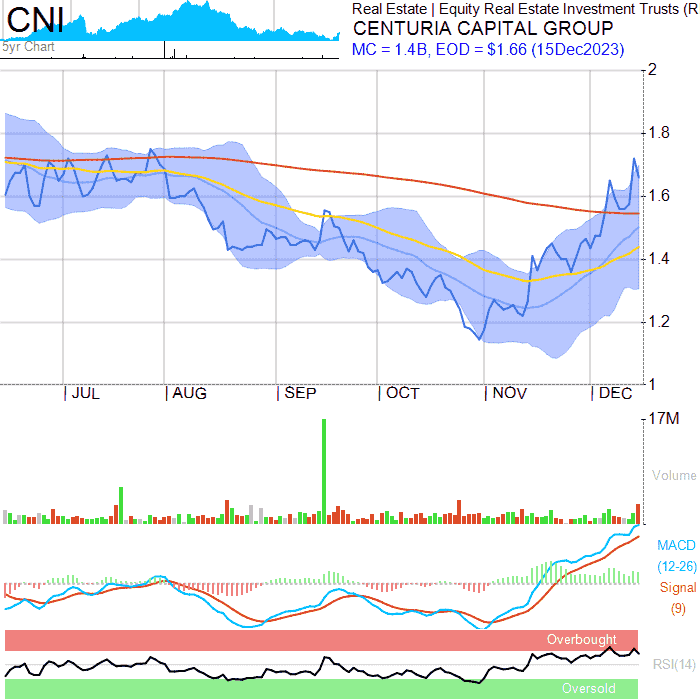 CNI
5yr Chart
Real Estate | Equity Real Estate Investment Trusts (R
CENTURIA CAPITAL GROUP
MC = 1.4B, EOD = $1.66 (15Dec2023)
2
1.8
1.6
1.4
1.2
1
| JUL | AUG | SEP | OCT | NOV | DEC
17M
Volume
MACD
(12-26)
Signal
(9)
Overbought
RSI(14)
Oversold